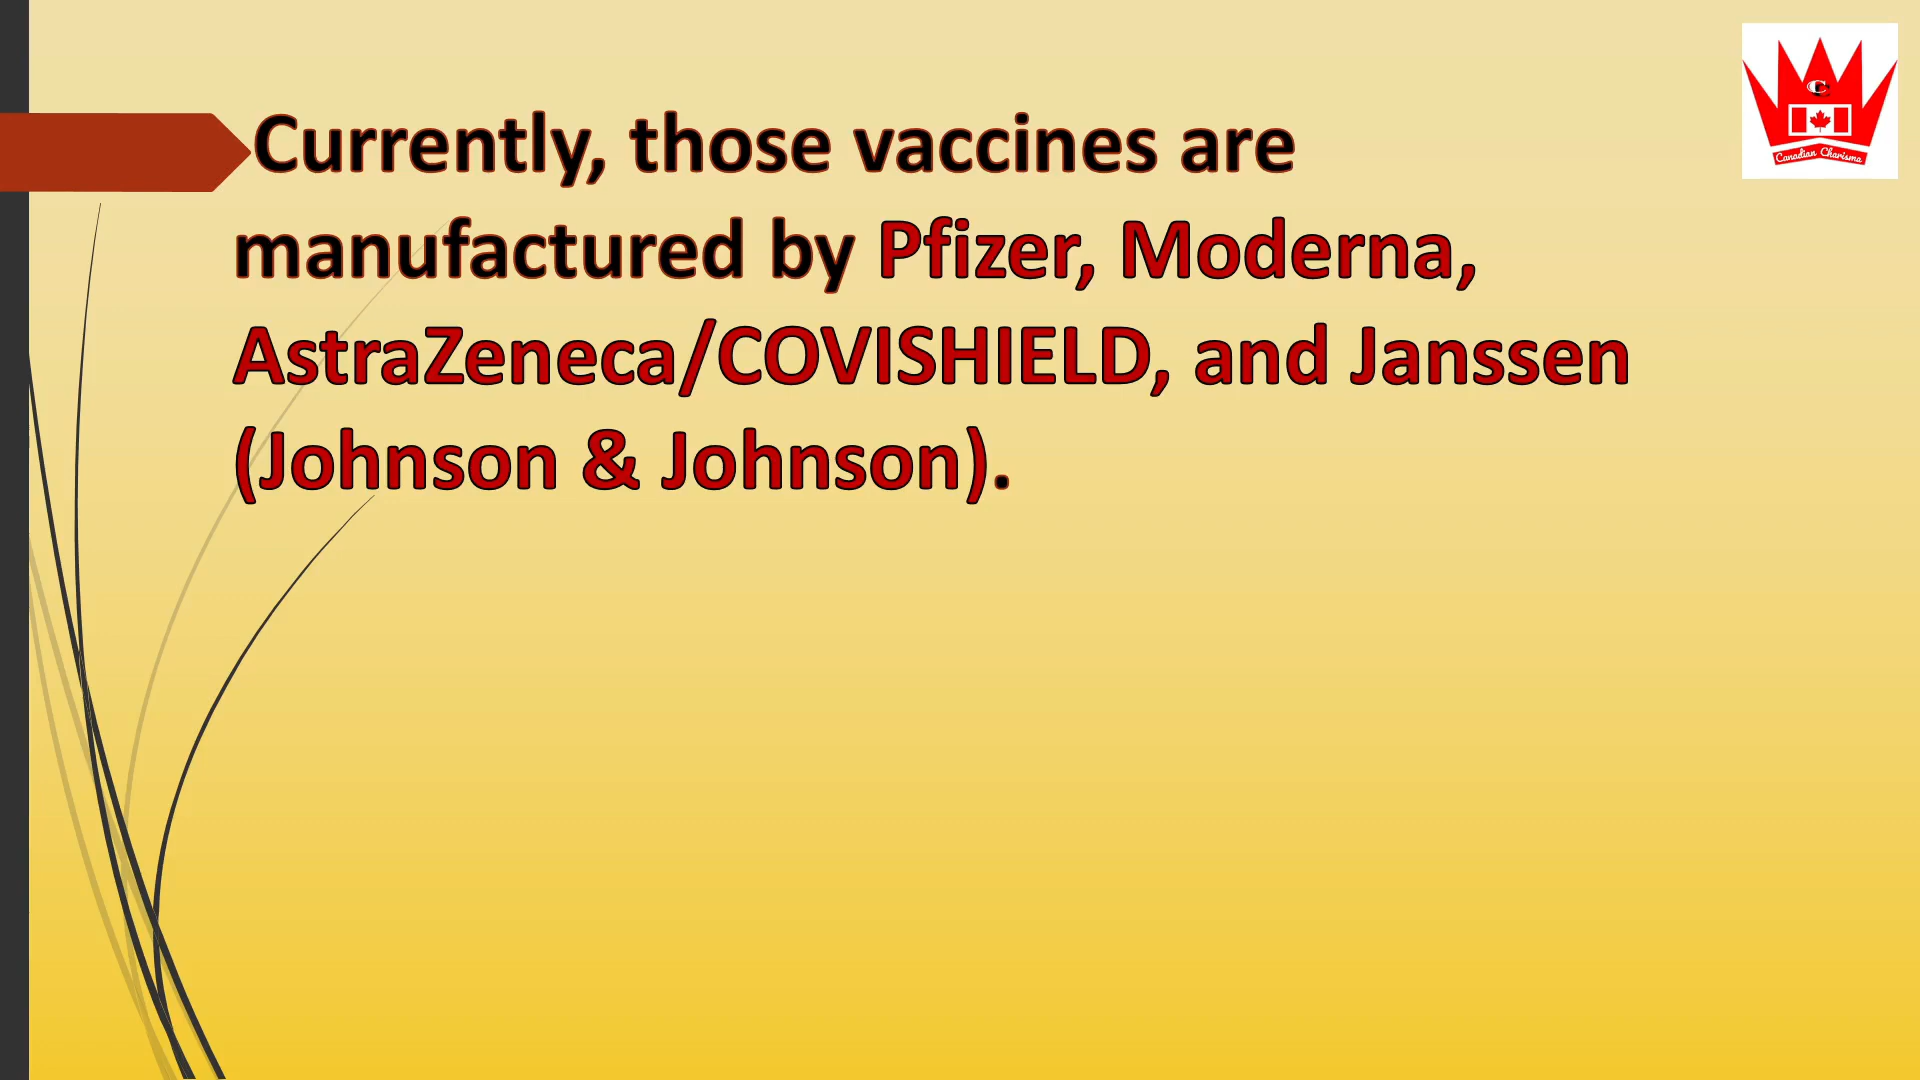 Currently, those vaccines are
manufactured by Pfizer, Moderna,
AstraZeneca/COVISHIELD, and Janssen
(Johnson & Johnson).
C
Canadian Charisma